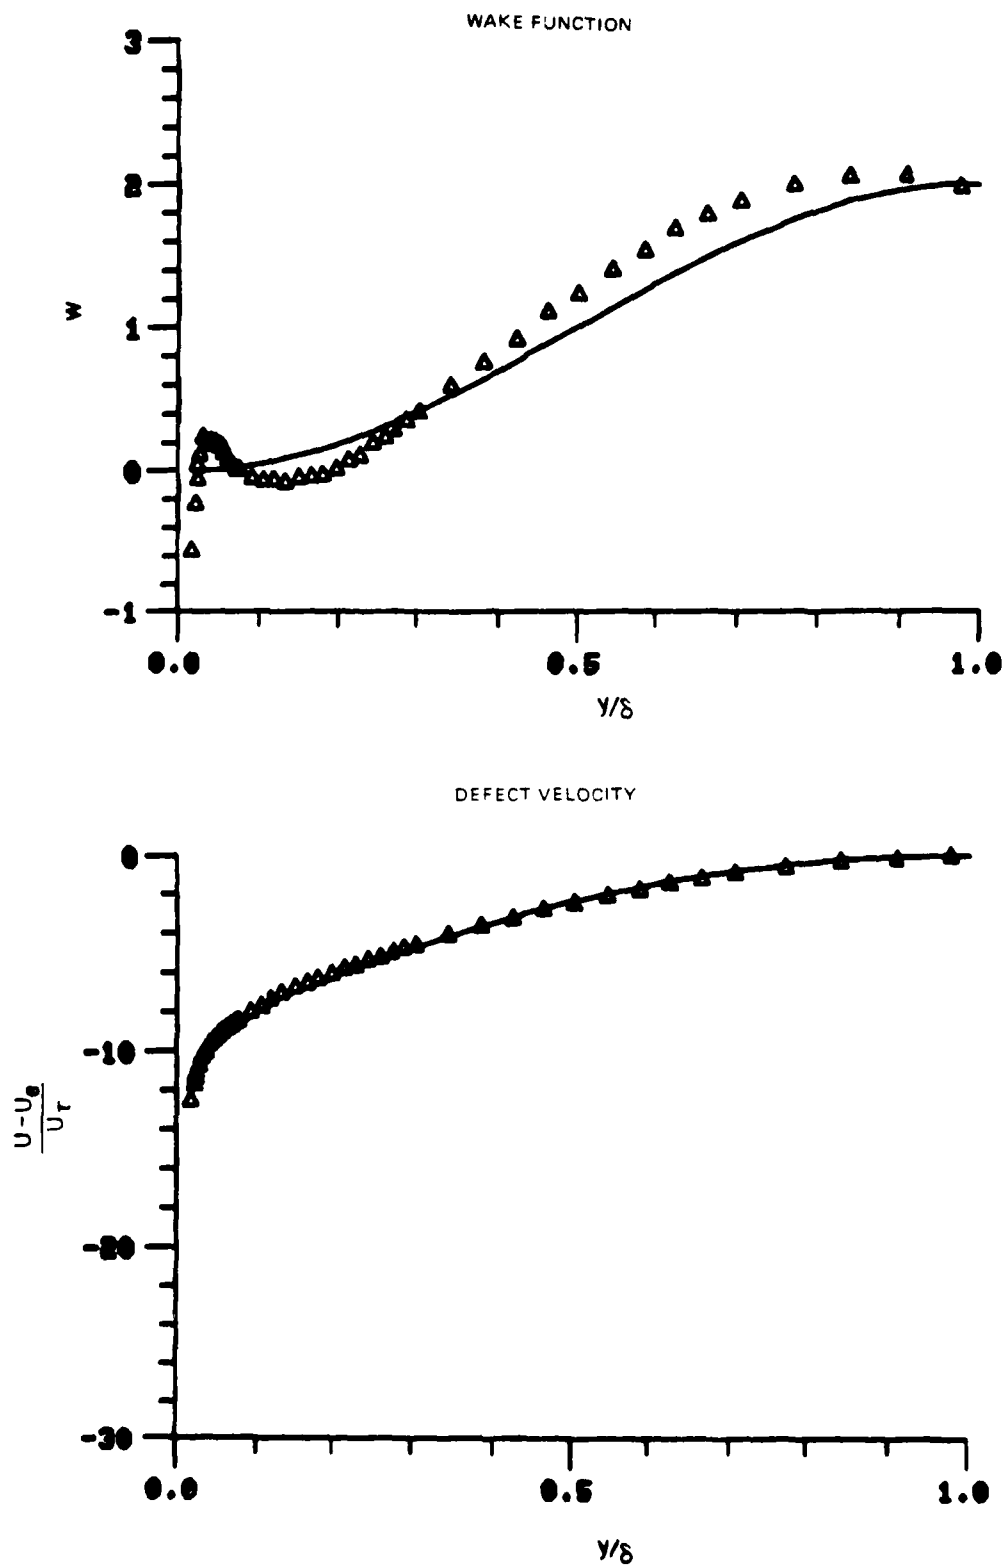 WAKE FUNCTION
3
2
1
0
-1
W
0.0 0.5 1.0
y/δ
DEFECT VELOCITY
0
-10
-20
-30
U-Ue
Uτ
0.0 0.5 1.0
y/δ